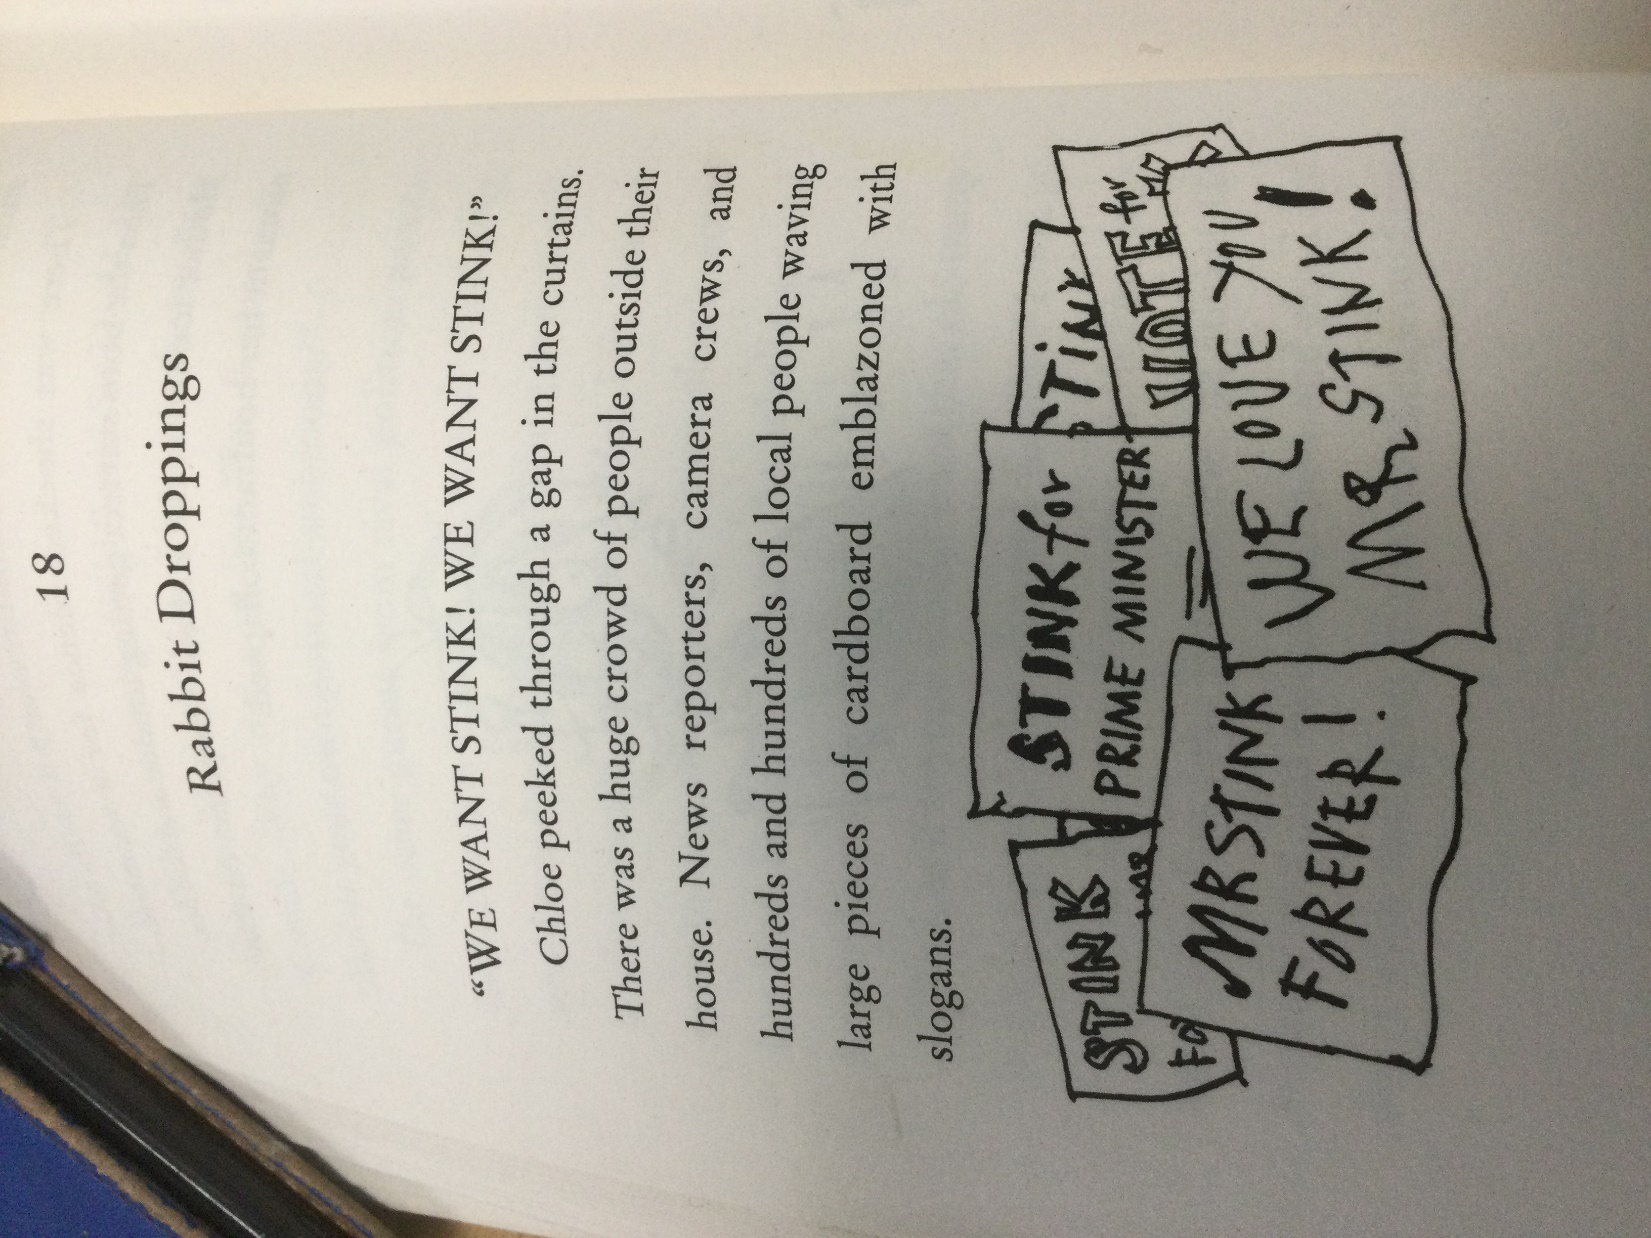 18
Rabbit Droppings
“WE WANT STINK! WE WANT STINK!”
Chloe peeked through a gap in the curtains.
There was a huge crowd of people outside their
house. News reporters, camera crews, and
hundreds and hundreds of local people waving
large pieces of cardboard emblazoned with
slogans.
STINK for
PRIME MINISTER
VOTE for
STINK
WE LOVE YOU
MR STINK!
MR STINK
FOREVER!